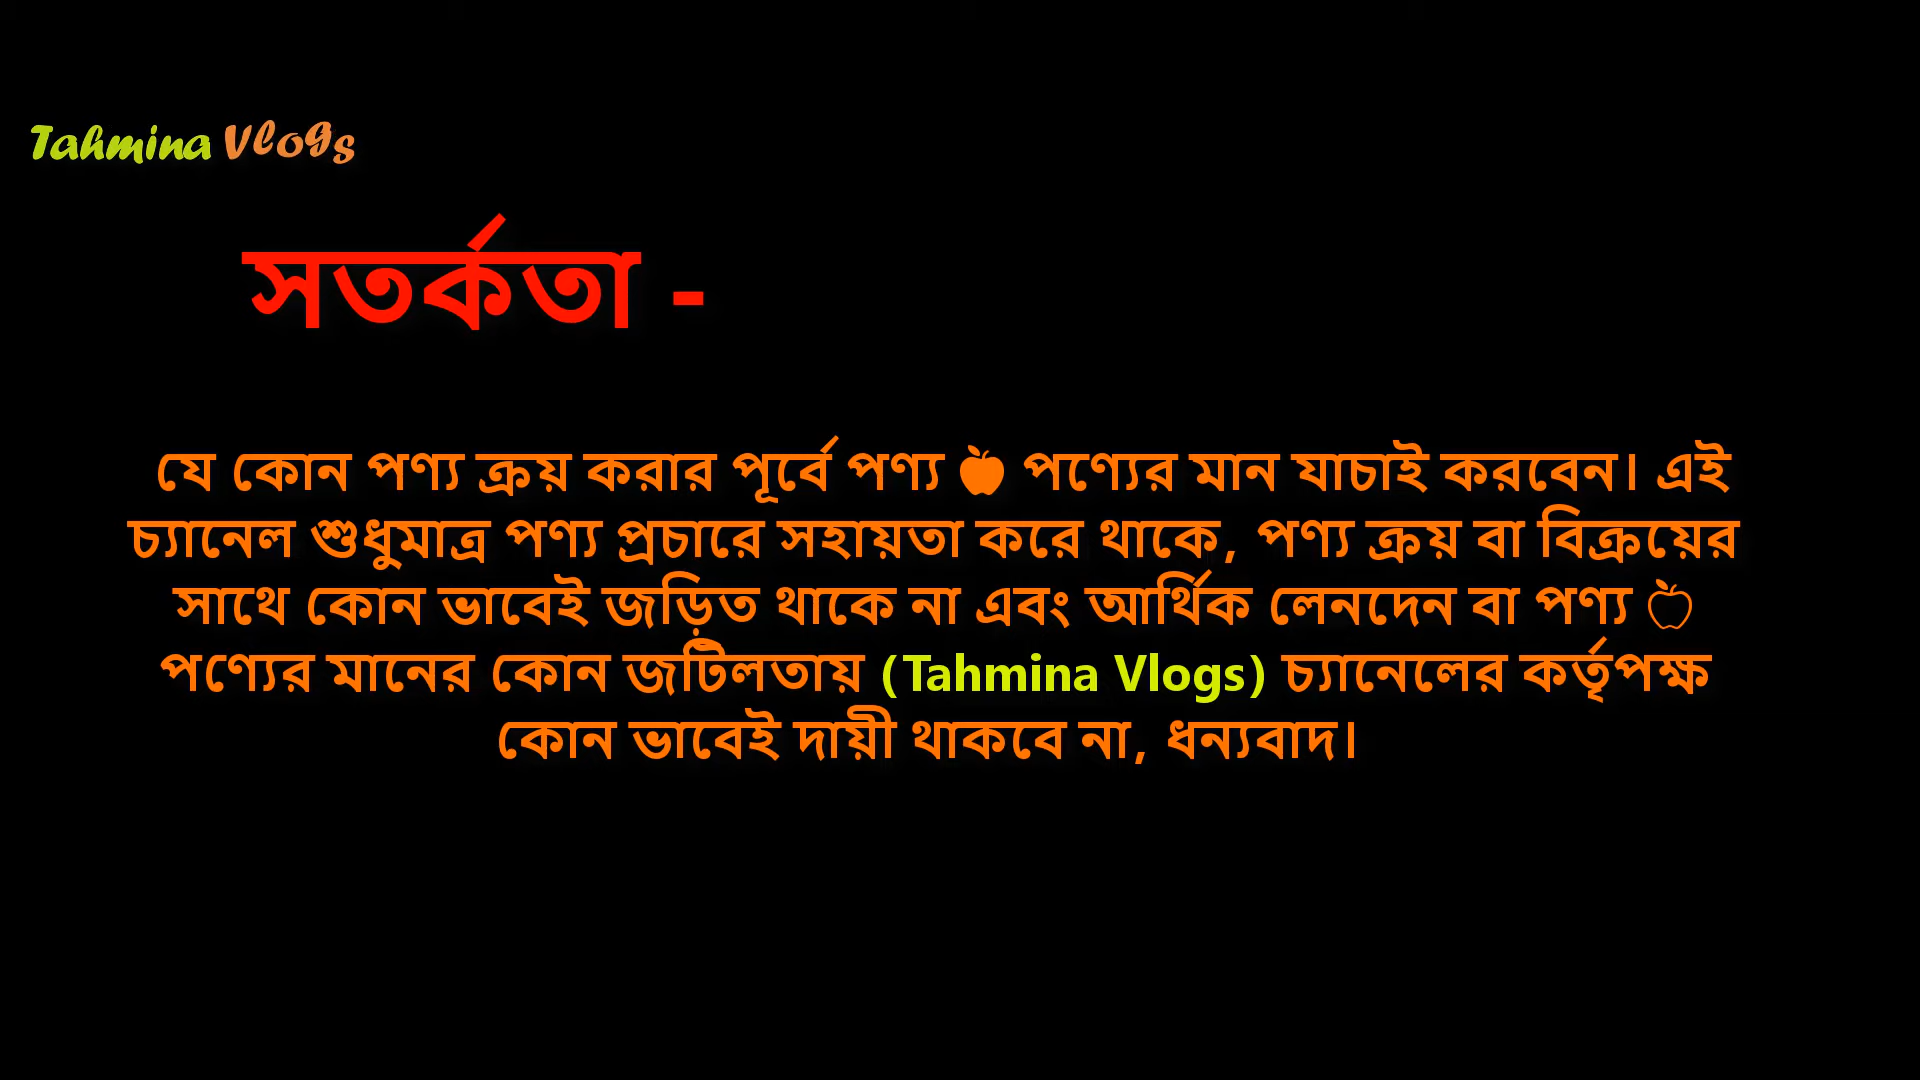 Tahmina Vlogs
সতর্কতা -
যে কোন পণ্য ক্রয় করার পূর্বে পণ্য 🍎 পণ্যের মান যাচাই করবেন। এই
চ্যানেল শুধুমাত্র পণ্য প্রচারে সহায়তা করে থাকে, পণ্য ক্রয় বা বিক্রয়ের
সাথে কোন ভাবেই জড়িত থাকে না এবং আর্থিক লেনদেন বা পণ্য 🍎
পণ্যের মানের কোন জটিলতায় (Tahmina Vlogs) চ্যানেলের কর্তৃপক্ষ
কোন ভাবেই দায়ী থাকবে না, ধন্যবাদ।